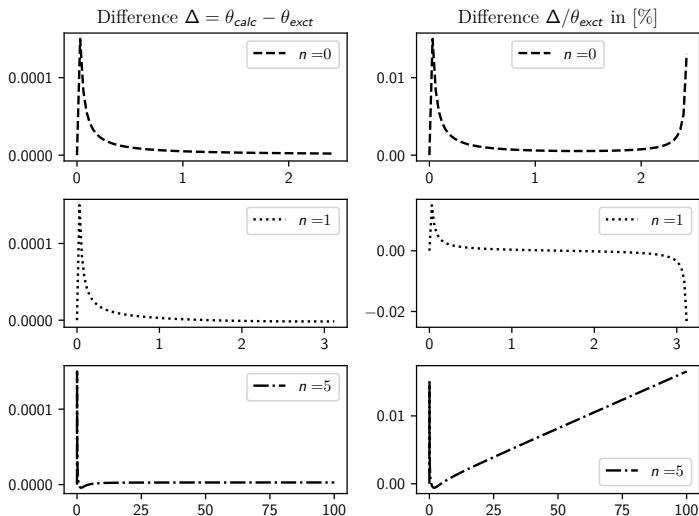 Difference Δ = θcalc − θexct
Difference Δ/θexct in [%]
0.0001
0.0000
n =0
0 1 2
0.01
0.00
n =0
0 1 2
0.0001
0.0000
n =1
0 1 2 3
0.00
−0.02
n =1
0 1 2 3
0.0001
0.0000
n =5
0 25 50 75 100
0.01
0.00
n =5
0 25 50 75 100